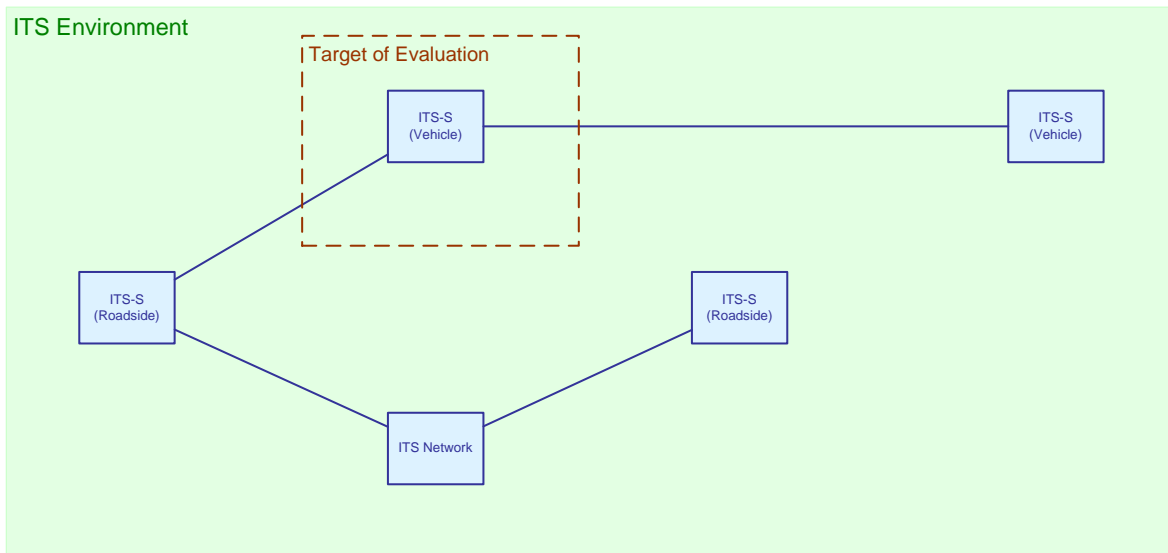 ITS Environment
Target of Evaluation
ITS-S
(Vehicle)
ITS-S
(Vehicle)
ITS-S
(Roadside)
ITS-S
(Roadside)
ITS Network